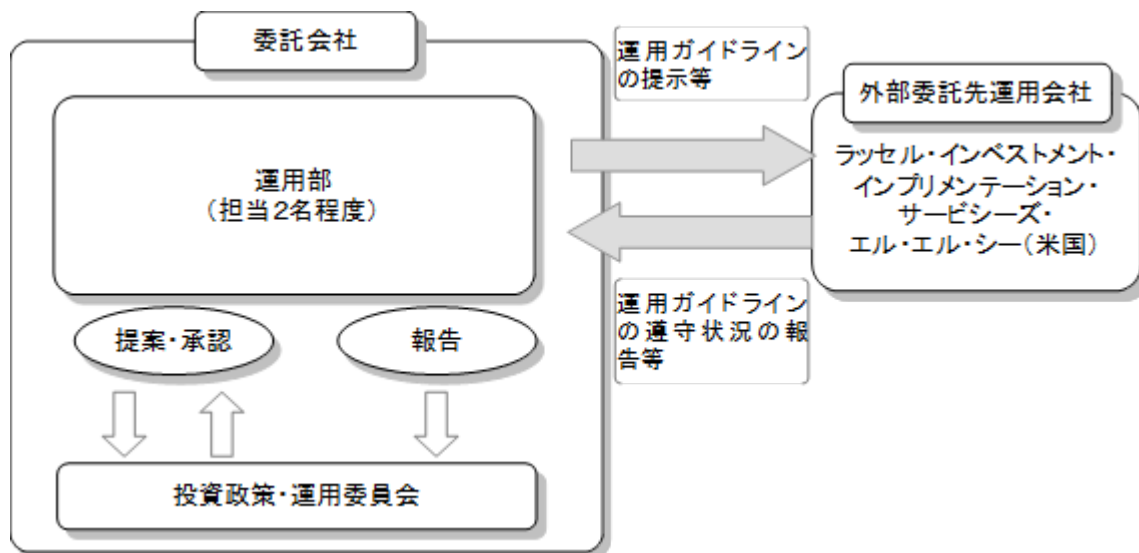 委託会社
運用部
(担当2名程度)
提案・承認
報告
投資政策・運用委員会
運用ガイドライン
の提示等
運用ガイドライン
の遵守状況の報
告等
外部委託先運用会社
ラッセル・インベストメント・
インプリメンテーション・
サービシーズ・
エル・エル・シー(米国)